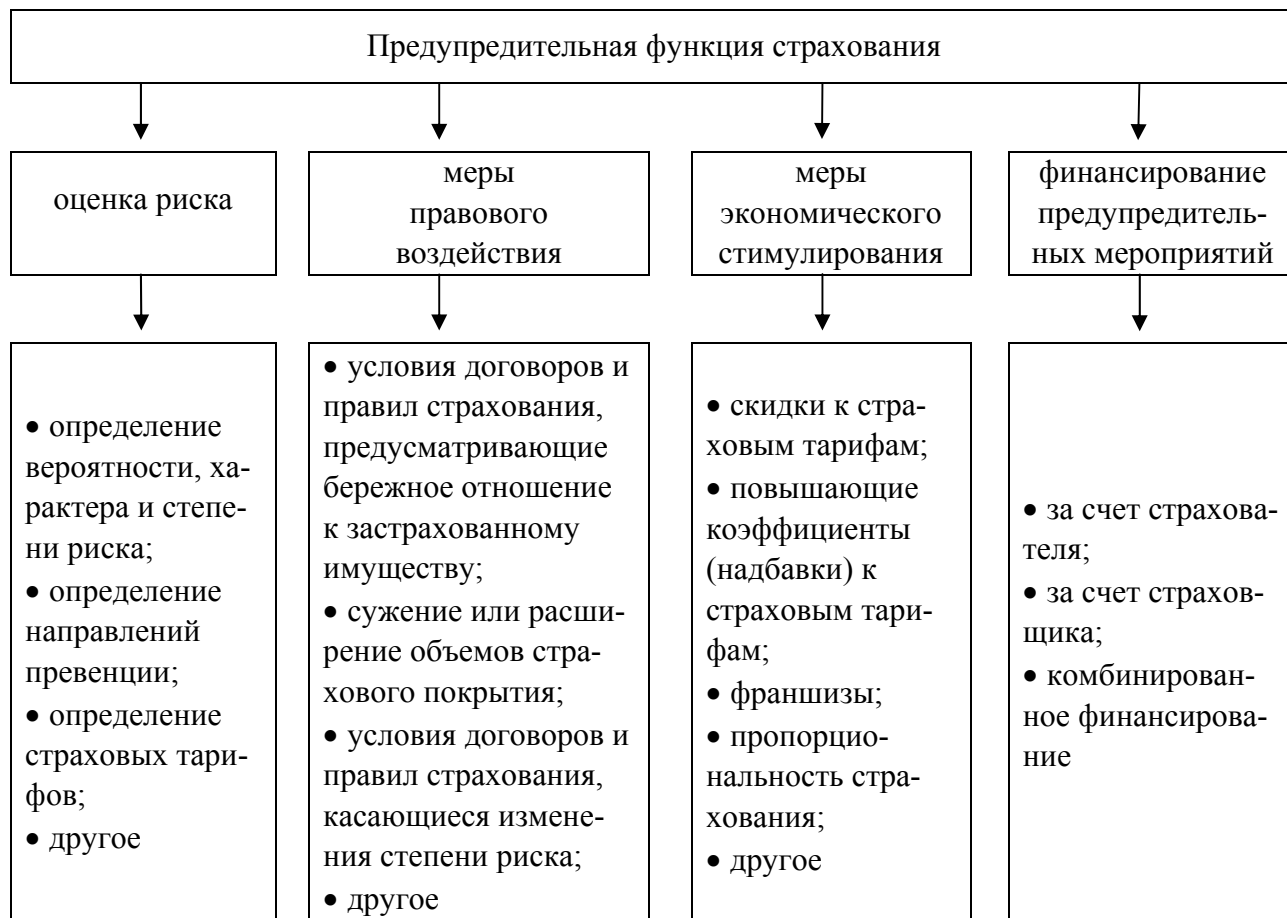 Предупредительная функция страхования
оценка риска
меры
правового
воздействия
меры
экономического
стимулирования
финансирование
предупредитель-
ных мероприятий
• определение
вероятности, ха-
рактера и степе-
ни риска;
• определение
направлений
превенции;
• определение
страховых тари-
фов;
• другое
• условия договоров и
правил страхования,
предусматривающие
бережное отношение
к застрахованному
имуществу;
• сужение или расши-
рение объемов стра-
хового покрытия;
• условия договоров и
правил страхования,
касающиеся измене-
ния степени риска;
• другое
• скидки к стра-
ховым тарифам;
• повышающие
коэффициенты
(надбавки) к
страховым тари-
фам;
• франшизы;
• пропорцио-
нальность стра-
хования;
• другое
• за счет страхова-
теля;
• за счет страхов-
щика;
• комбинирован-
ное финансирова-
ние